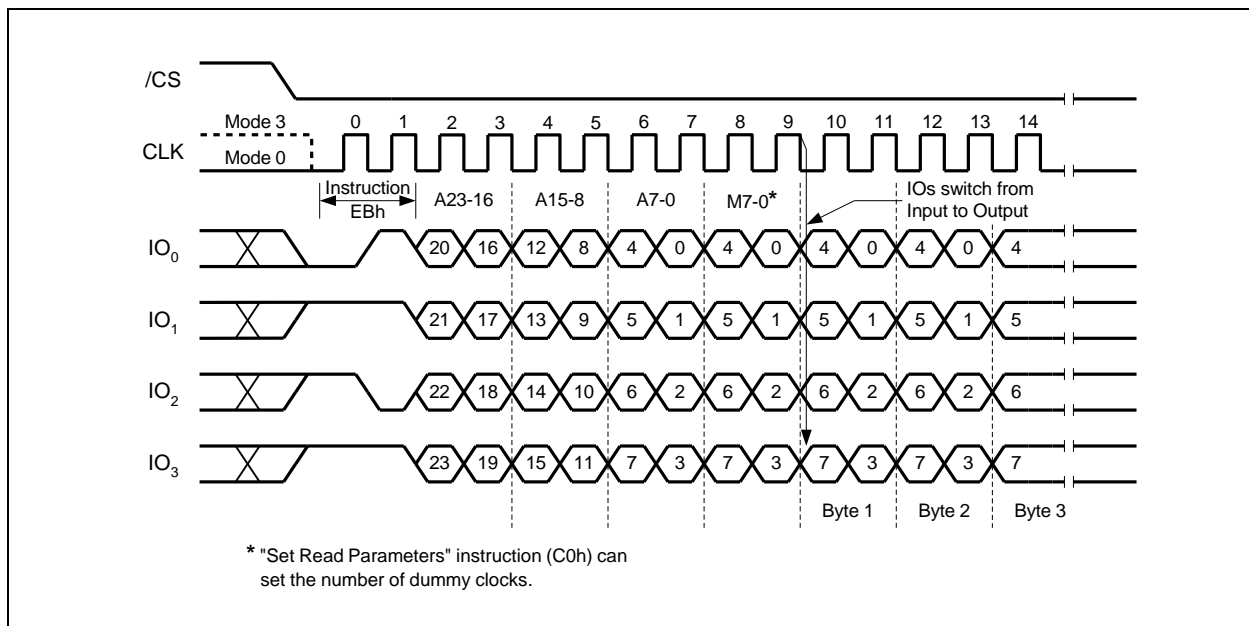 /CS
Mode 3 0 1 2 3 4 5 6 7 8 9 10 11 12 13 14
CLK Mode 0
Instruction
EBh
A23-16 A15-8 A7-0 M7-0*
IOs switch from
Input to Output
IO0 20 16 12 8 4 0 4 0 4 0 4 0 4
IO1 21 17 13 9 5 1 5 1 5 1 5 1 5
IO2 22 18 14 10 6 2 6 2 6 2 6 2 6
IO3 23 19 15 11 7 3 7 3 7 3 7 3 7
Byte 1 Byte 2 Byte 3
* "Set Read Parameters" instruction (C0h) can
set the number of dummy clocks.